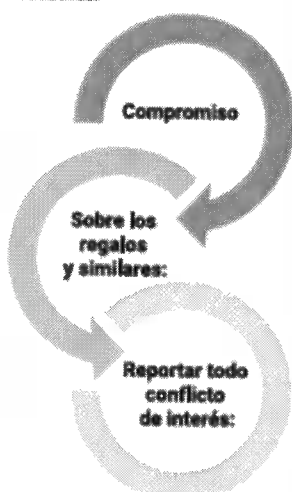 Compromiso
Sobre los
regalos
y similares:
Reportar todo
conflicto
de interés: